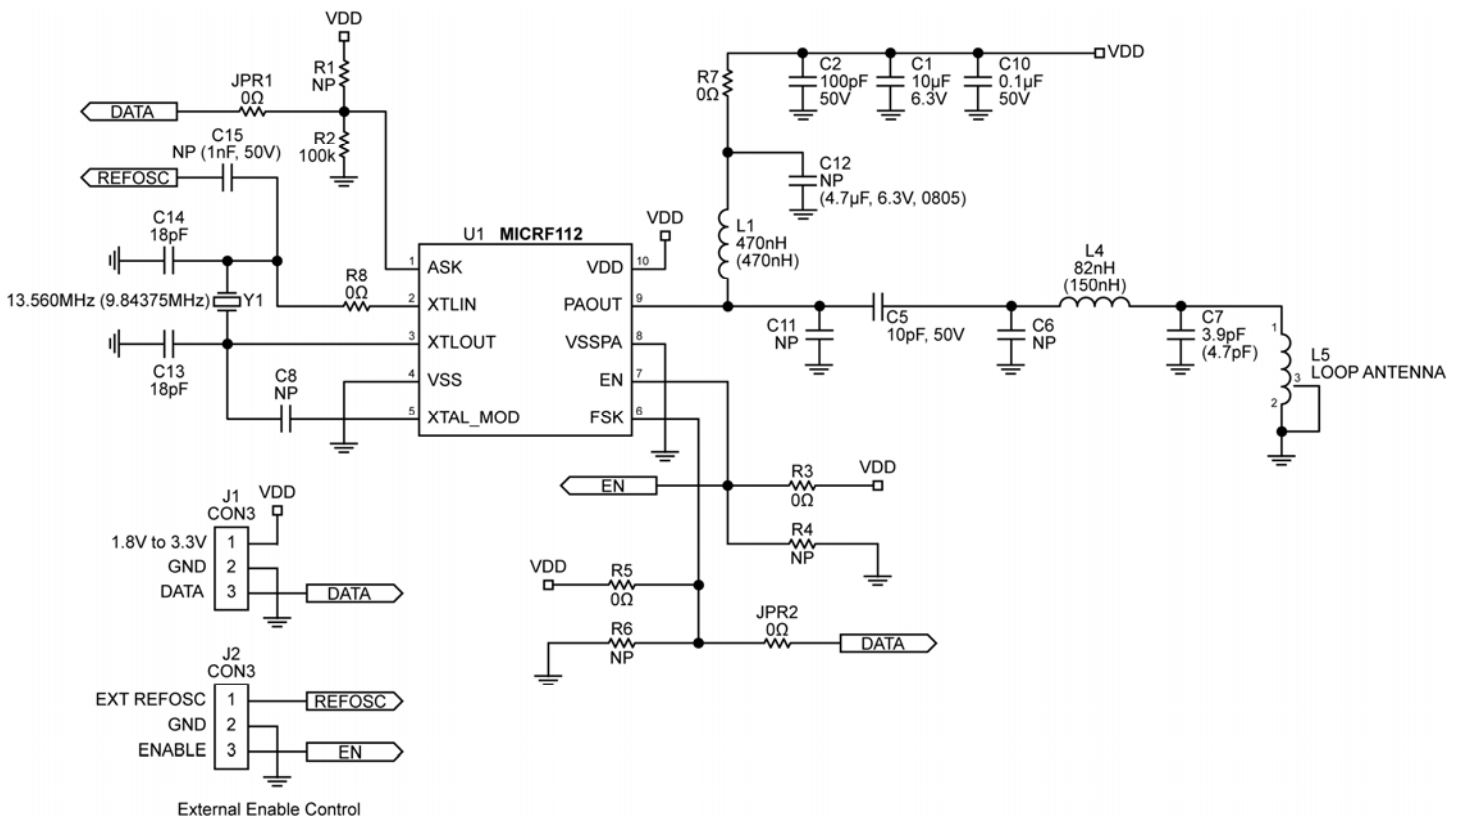 VDD
R1
NP
JPR1
0Ω
DATA
R2
100k
C15
NP (1nF, 50V)
REFOSC
C14
18pF
13.560MHz (9.84375MHz)
Y1
R8
0Ω
C13
18pF
C8
NP
U1 MICRF112
1 ASK
2 XTLIN
3 XTLOUT
4 VSS
5 XTAL_MOD
VDD 10
PAOUT 9
VSSPA 8
EN 7
FSK 6
VDD
R7
0Ω
C2
100pF
50V
C1
10µF
6.3V
C10
0.1µF
50V
VDD
C12
NP
(4.7µF, 6.3V, 0805)
L1
470nH
(470nH)
C11
NP
C5
10pF, 50V
C6
NP
L4
82nH
(150nH)
C7
3.9pF
(4.7pF)
1
3
2
L5
LOOP ANTENNA
EN
R3
0Ω
VDD
R4
NP
VDD
R5
0Ω
R6
NP
JPR2
0Ω
DATA
J1
CON3
VDD
1.8V to 3.3V 1
GND 2
DATA 3
DATA
J2
CON3
EXT REFOSC 1
REFOSC
GND 2
ENABLE 3
EN
External Enable Control